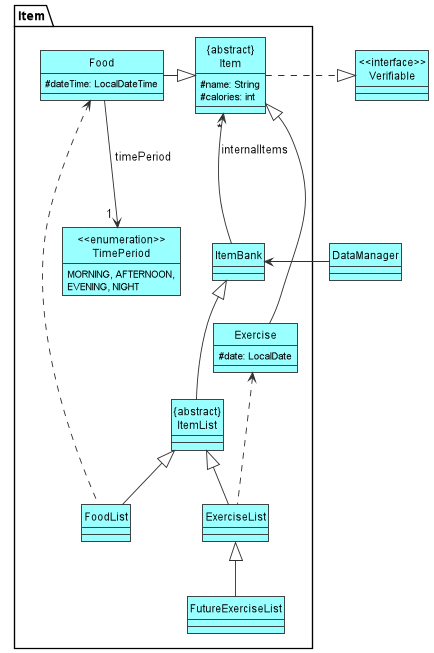 Item
Food
#dateTime: LocalDateTime
{abstract}
Item
#name: String
#calories: int
<<interface>>
Verifiable
timePeriod
1
*
internalItems
<<enumeration>>
TimePeriod
MORNING, AFTERNOON,
EVENING, NIGHT
ItemBank
DataManager
Exercise
#date: LocalDate
{abstract}
ItemList
FoodList
ExerciseList
FutureExerciseList